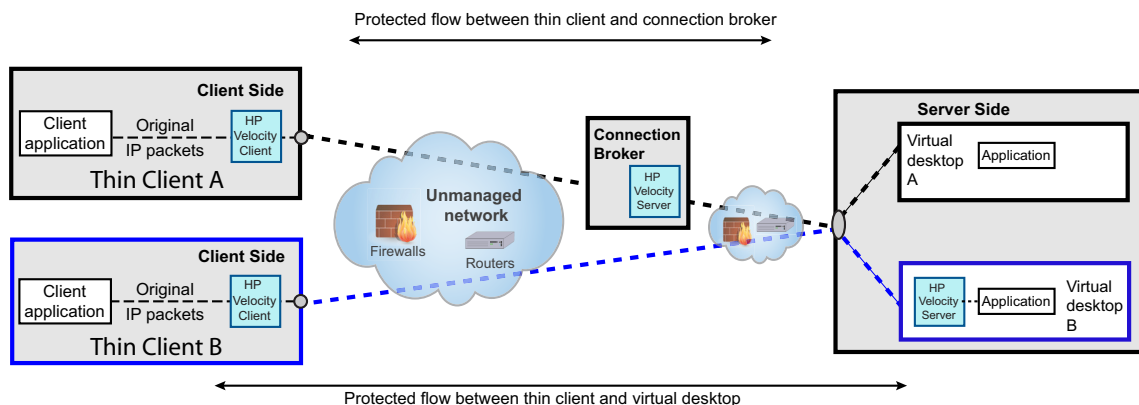 Protected flow between thin client and connection broker
Client Side
Client
application
Original
IP packets
HP
Velocity
Client
Thin Client A
Unmanaged
network
Firewalls
Routers
Connection
Broker
HP
Velocity
Server
Server Side
Virtual
desktop
A
Application
Client Side
Client
application
Original
IP packets
HP
Velocity
Client
Thin Client B
HP
Velocity
Server
Application
Virtual
desktop
B
Protected flow between thin client and virtual desktop